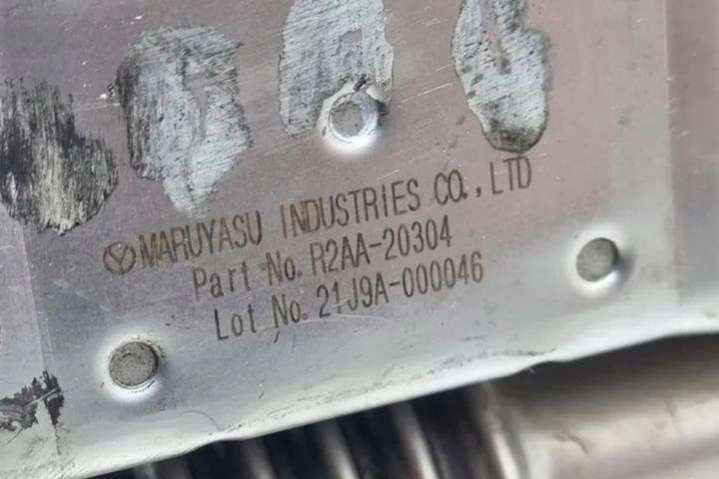 MARUYASU INDUSTRIES CO., LTD
Part No. R2AA-20304
Lot No. 21J9A-000046